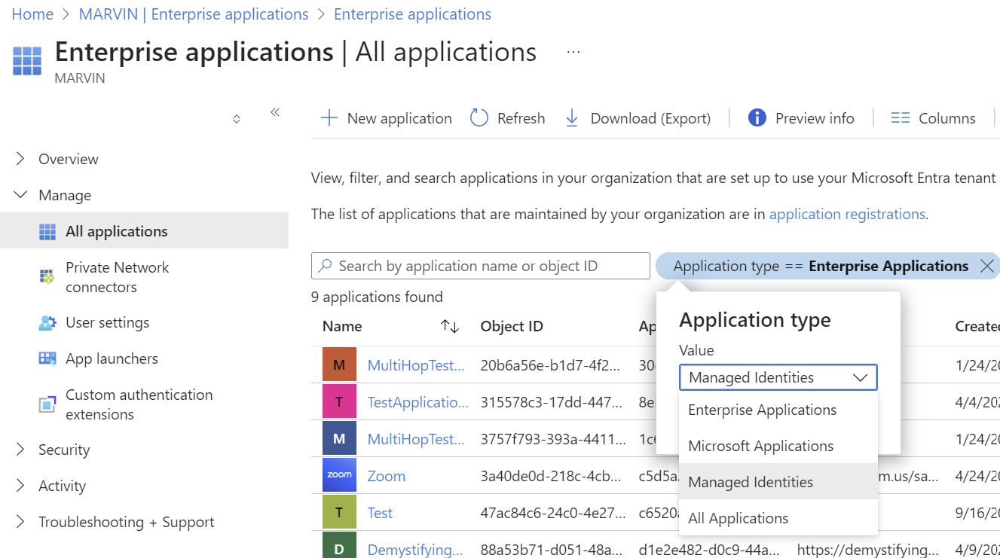 Home > MARVIN | Enterprise applications > Enterprise applications
Enterprise applications | All applications ...
MARVIN
New application
Refresh
Download (Export)
Preview info
Columns
Overview
Manage
All applications
Private Network
connectors
User settings
App launchers
Custom authentication
extensions
Security
Activity
Troubleshooting + Support
View, filter, and search applications in your organization that are set up to use your Microsoft Entra tenant
The list of applications that are maintained by your organization are in application registrations.
Search by application name or object ID
Application type == Enterprise Applications
9 applications found
Name Object ID Ap Create
M MultiHopTest... 20b6a56e-b1d7-4f2... 30 1/24/20
T TestApplicatio... 315578c3-17dd-447... 8e 4/4/20
M MultiHopTest... 3757f793-393a-4411... 1c 1/24/20
zoom Zoom 3a40de0d-218c-4cb... c5d5a m.us/sa... 4/24/20
T Test 47ac84c6-24c0-4e27... c6520 9/16/20
D Demystifying... 88a53b71-d051-48a... d1e2e482-d0c9-44a... https://demystifying... 4/9/20
Application type
Value
Managed Identities
Enterprise Applications
Microsoft Applications
Managed Identities
All Applications